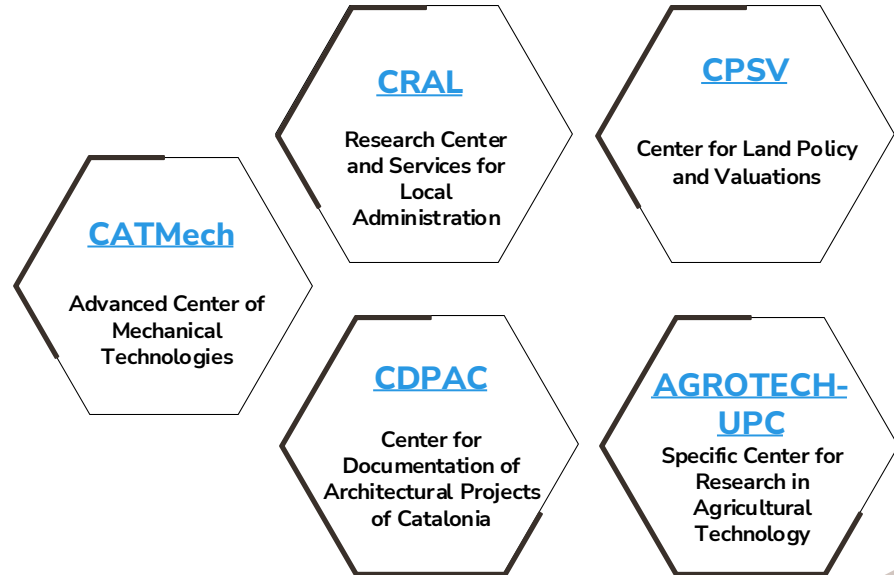 CRAL
Research Center
and Services for
Local
Administration
CPSV
Center for Land Policy
and Valuations
CATMech
Advanced Center of
Mechanical
Technologies
CDPAC
Center for
Documentation of
Architectural Projects
of Catalonia
AGROTECH-
UPC
Specific Center for
Research in
Agricultural
Technology